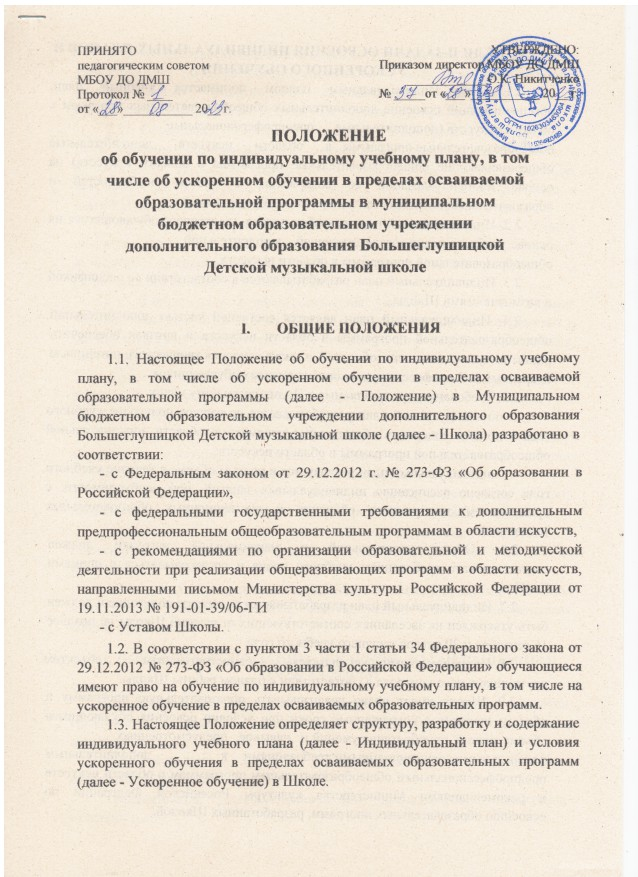 ПРИНЯТО
педагогическим советом
МБОУ ДО ДМШ
Протокол № 1
от «28» 08 2023г.
УТВЕРЖДЕНО:
Приказом директора МБОУ ДО ДМШ
О.К. Никитченко
№ 57 от «28» 20
ПОЛОЖЕНИЕ
об обучении по индивидуальному учебному плану, в том
числе об ускоренном обучении в пределах осваиваемой
образовательной программы в муниципальном
бюджетном образовательном учреждении
дополнительного образования Большеглушицкой
Детской музыкальной школе
I. ОБЩИЕ ПОЛОЖЕНИЯ
1.1. Настоящее Положение об обучении по индивидуальному учебному
плану, в том числе об ускоренном обучении в пределах осваиваемой
образовательной программы (далее - Положение) в Муниципальном
бюджетном образовательном учреждении дополнительного образования
Большеглушицкой Детской музыкальной школе (далее - Школа) разработано в
соответствии:
- с Федеральным законом от 29.12.2012 г. № 273-ФЗ «Об образовании в
Российской Федерации»,
- с федеральными государственными требованиями к дополнительным
предпрофессиональным общеобразовательным программам в области искусств,
- с рекомендациями по организации образовательной и методической
деятельности при реализации общеразвивающих программ в области искусств,
направленными письмом Министерства культуры Российской Федерации от
19.11.2013 № 191-01-39/06-ГИ
- с Уставом Школы.
1.2. В соответствии с пунктом 3 части 1 статьи 34 Федерального закона от
29.12.2012 № 273-ФЗ «Об образовании в Российской Федерации» обучающиеся
имеют право на обучение по индивидуальному учебному плану, в том числе на
ускоренное обучение в пределах осваиваемых образовательных программ.
1.3. Настоящее Положение определяет структуру, разработку и содержание
индивидуального учебного плана (далее - Индивидуальный план) и условия
ускоренного обучения в пределах осваиваемых образовательных программ
(далее - Ускоренное обучение) в Школе.